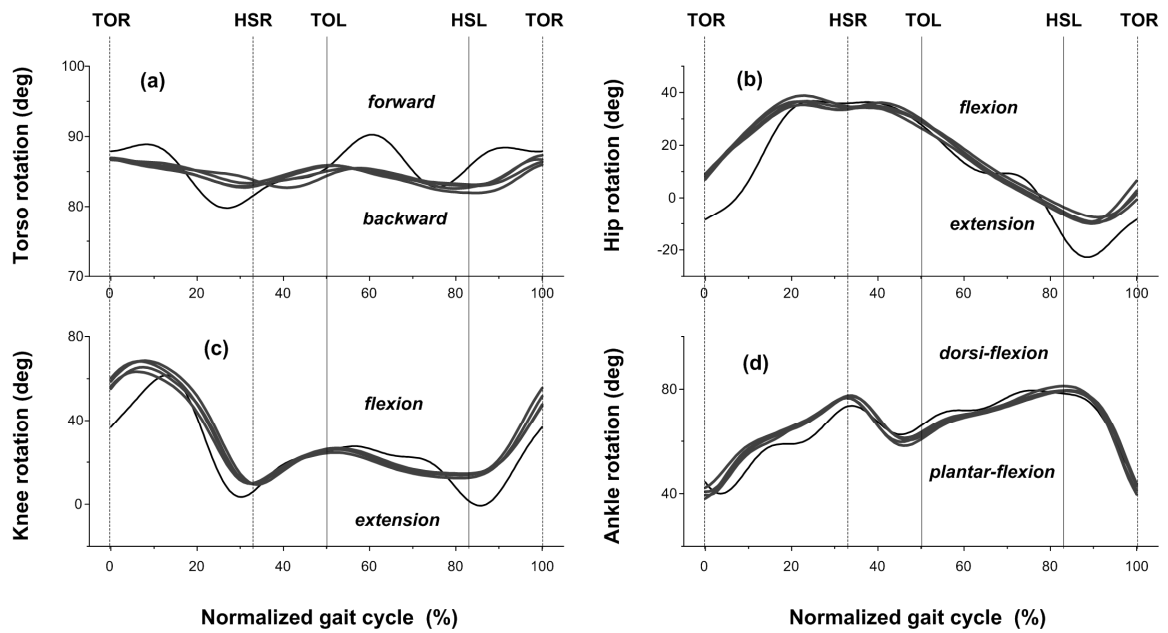 TOR HSR TOL HSL TOR
TOR HSR TOL HSL TOR
(a)
forward
backward
Torso rotation (deg)
100
90
80
70
0 20 40 60 80 100
(b)
flexion
extension
Hip rotation (deg)
40
20
0
-20
0 20 40 60 80 100
(c)
flexion
extension
Knee rotation (deg)
80
40
0
0 20 40 60 80 100
Normalized gait cycle (%)
(d)
dorsi-flexion
plantar-flexion
Ankle rotation (deg)
80
40
0 20 40 60 80 100
Normalized gait cycle (%)